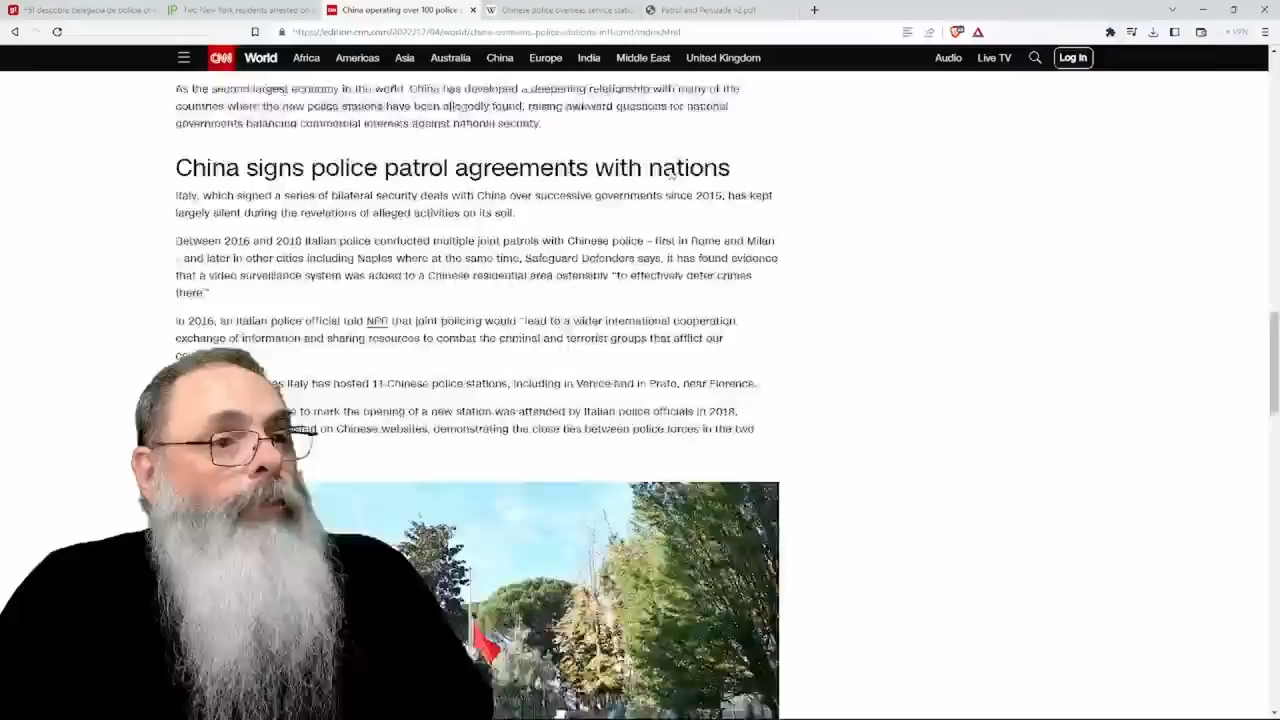 FBI descobre delegacia de polícia chi
Two New York residents arrested on
China operating over 100 police s
Chinese police overseas service stati
Patrol and Persuade v2.pdf
https://edition.cnn.com/2022/12/04/world/china-overseas-police-stations-intl-cmd/index.html
VPN
CNN World Africa Americas Asia Australia China Europe India Middle East United Kingdom Audio Live TV Log In
As the second largest economy in the world, China has developed a deepening relationship with many of the
countries where the new police stations have been allegedly found, raising awkward questions for national
governments balancing commercial interests against national security.
China signs police patrol agreements with nations
Italy, which signed a series of bilateral security deals with China over successive governments since 2015, has kept
largely silent during the revelations of alleged activities on its soil.
Between 2016 and 2018 Italian police conducted multiple joint patrols with Chinese police – first in Rome and Milan
– and later in other cities including Naples where at the same time, Safeguard Defenders says, it has found evidence
that a video surveillance system was added to a Chinese residential area ostensibly "to effectively deter crimes
there"
In 2016, an Italian police official told NPR that joint policing would "lead to a wider international cooperation,
exchange of information and sharing resources to combat the criminal and terrorist groups that afflict our
as Italy has hosted 11 Chinese police stations, including in Venice and in Prato, near Florence.
to mark the opening of a new station was attended by Italian police officials in 2018,
on Chinese websites, demonstrating the close ties between police forces in the two